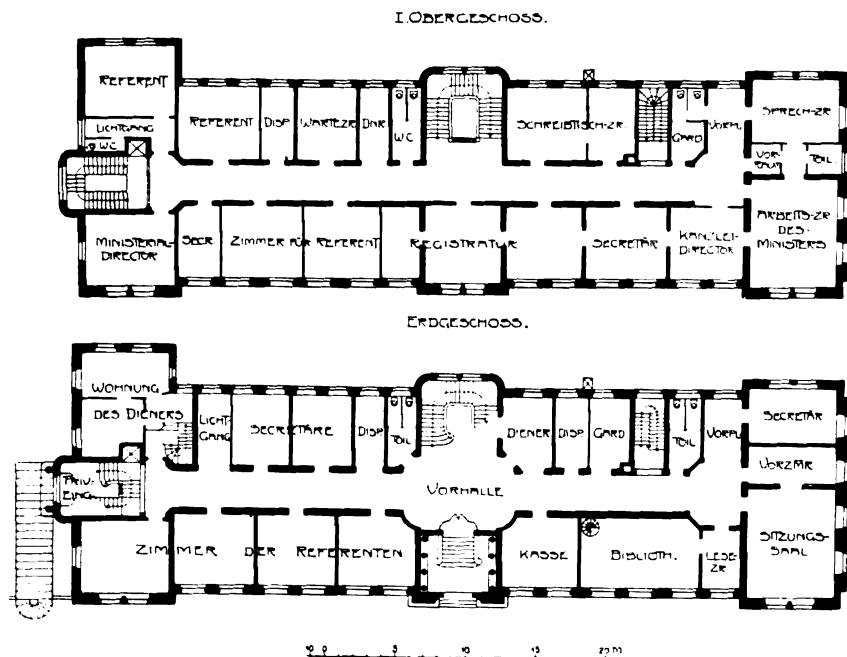 I. OBERGESCHOSS.
REFERENT
LICHTGANG
WC
REFERENT
DISP
WARTEZR
DNR
WC
SCHREIBTISCH-ZR.
GARD
VORPL
SPRECH-ZR.
VOR-
RAUM
TOIL.
MINISTERIAL-
DIRECTOR
SECR
ZIMMER FÜR REFERENT
REGISTRATUR
SECRETÄR
KANZLEI-
DIRECTOR
ARBEITS-ZR
DES
MINISTERS
ERDGESCHOSS.
WOHNUNG
DES DIENERS
LICHT-
GANG
SECRETÄRE
DISP
TOIL
DIENER
DISP
GARD
TOIL
VORPL
SECRETÄR
VORZMR
PRIV-
EING.
VORHALLE
ZIMMER DER REFERENTEN
KASSE
BIBLIOTH.
LESE-
ZR
SITZUNGS-
SAAL
10 0 5 10 15 20 M